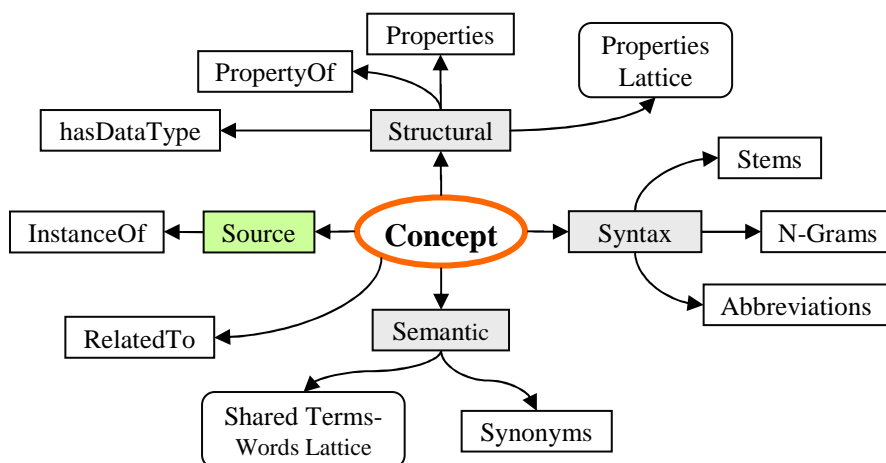 Properties
Properties
Lattice
PropertyOf
hasDataType
Structural
Stems
InstanceOf
Source
Concept
Syntax
N-Grams
Abbreviations
RelatedTo
Semantic
Shared Terms-
Words Lattice
Synonyms